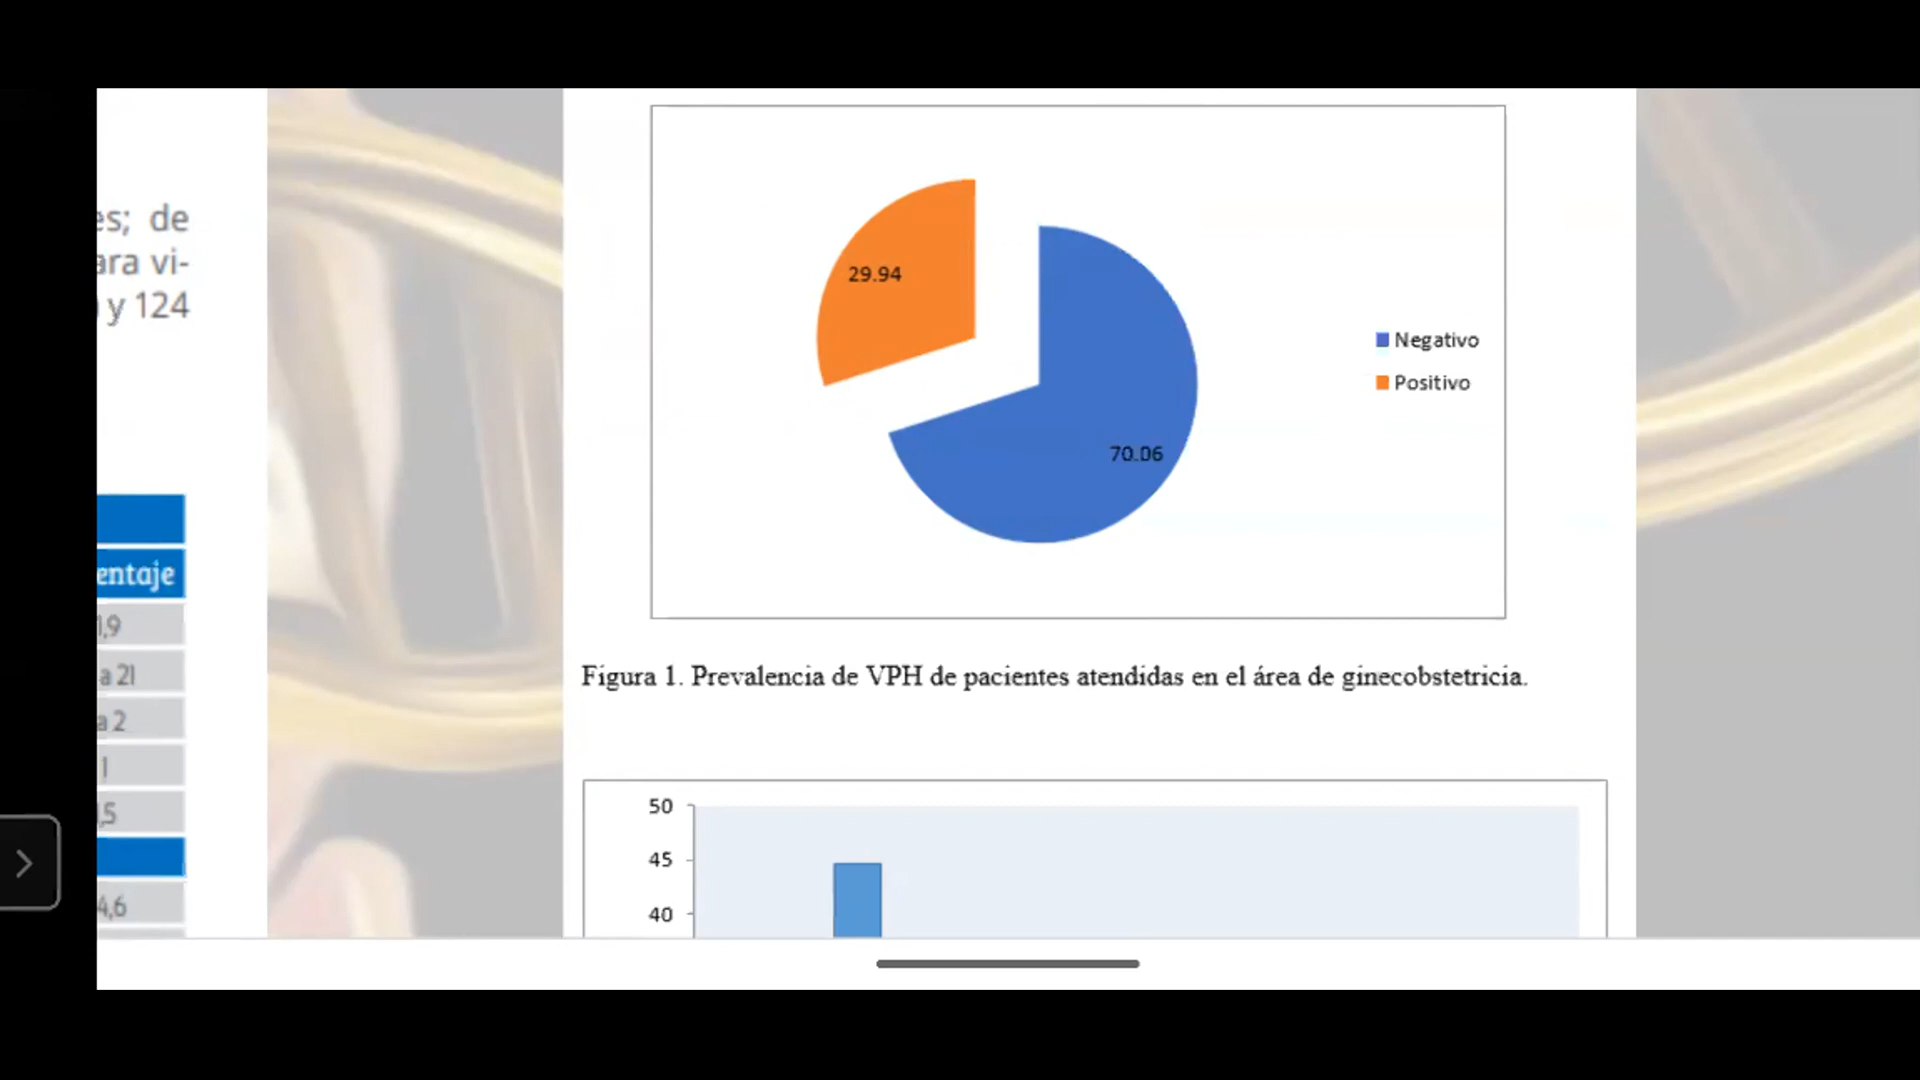 es; de
ara vi-
y 124
entaje
1,9
a 21
a 2
1
,5
4,6
29.94
70.06
Negativo
Positivo
Figura 1. Prevalencia de VPH de pacientes atendidas en el área de ginecobstetricia.
50
45
40